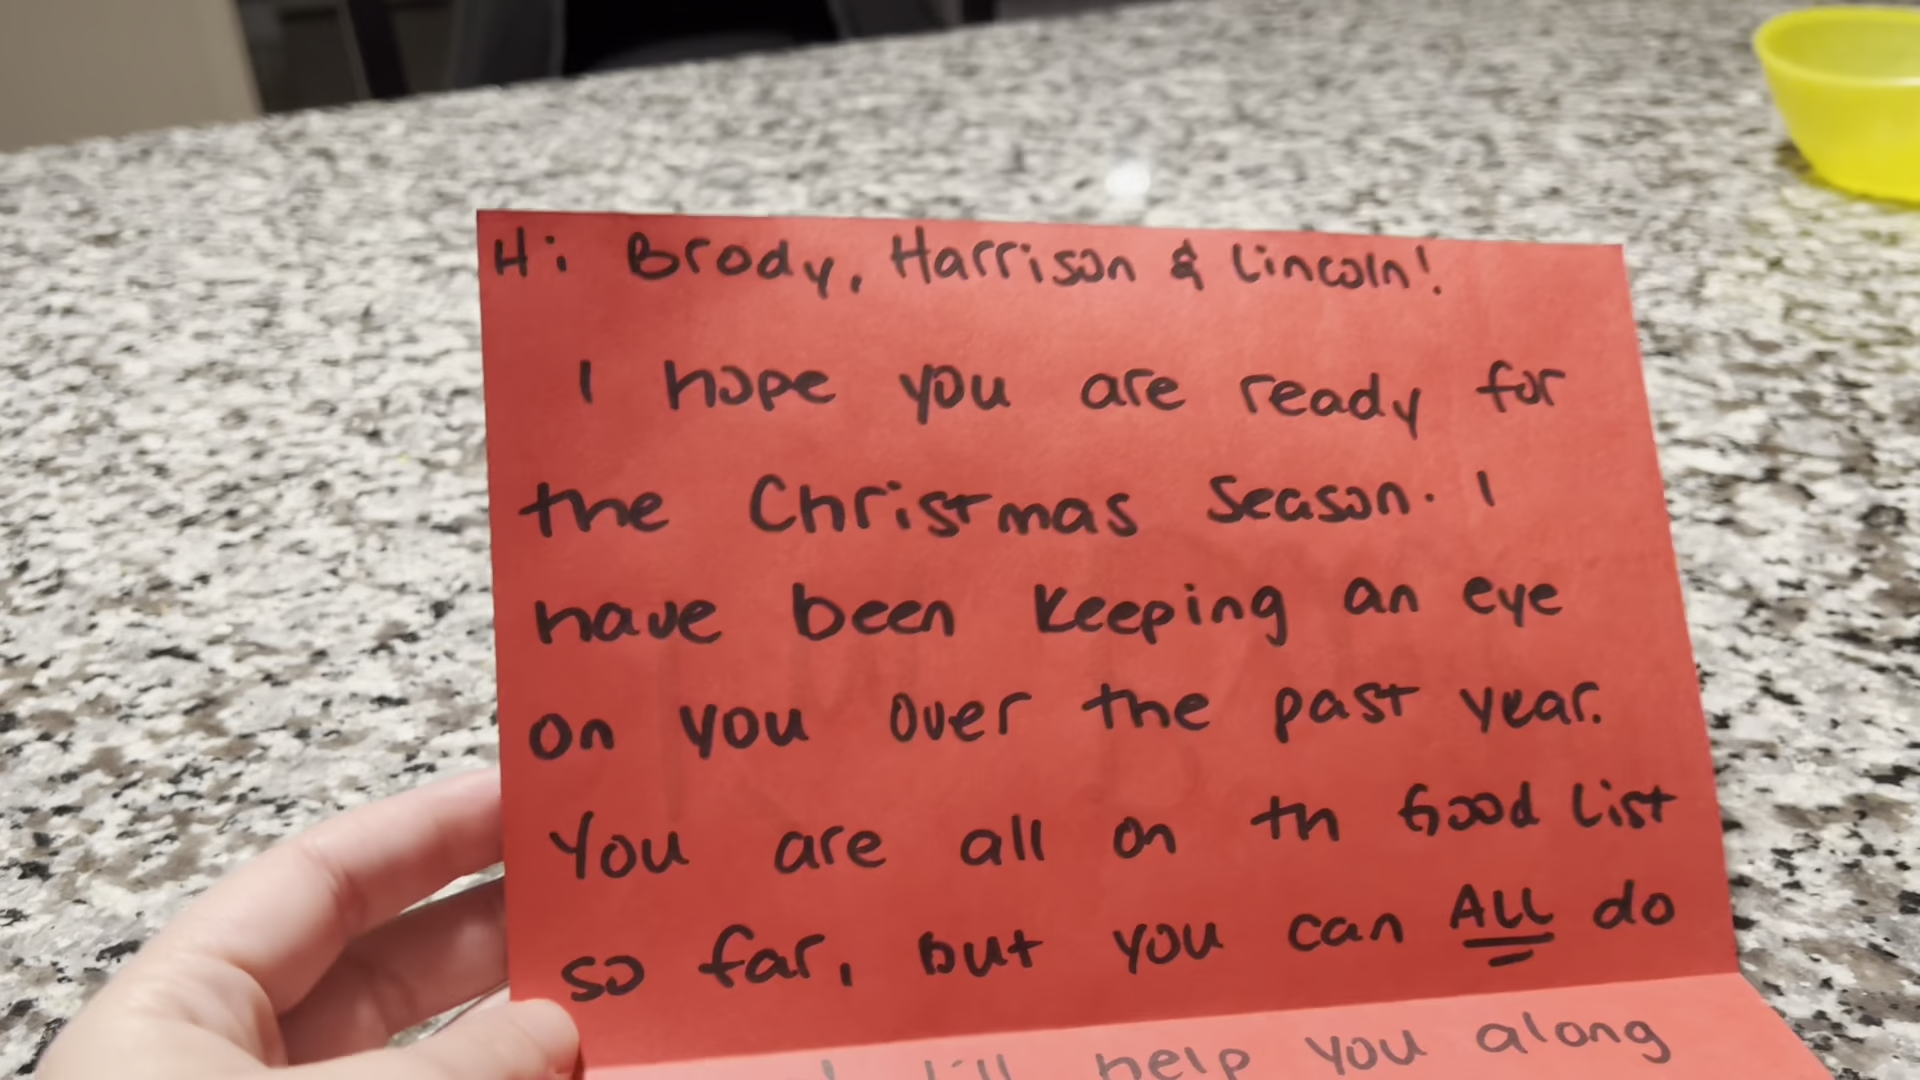 Hi Brody, Harrison & Lincoln!
I hope you are ready for
the Christmas Season. I
have been keeping an eye
on you over the past year.
You are all on th Good List
so far, but you can ALL do
I'll help you along